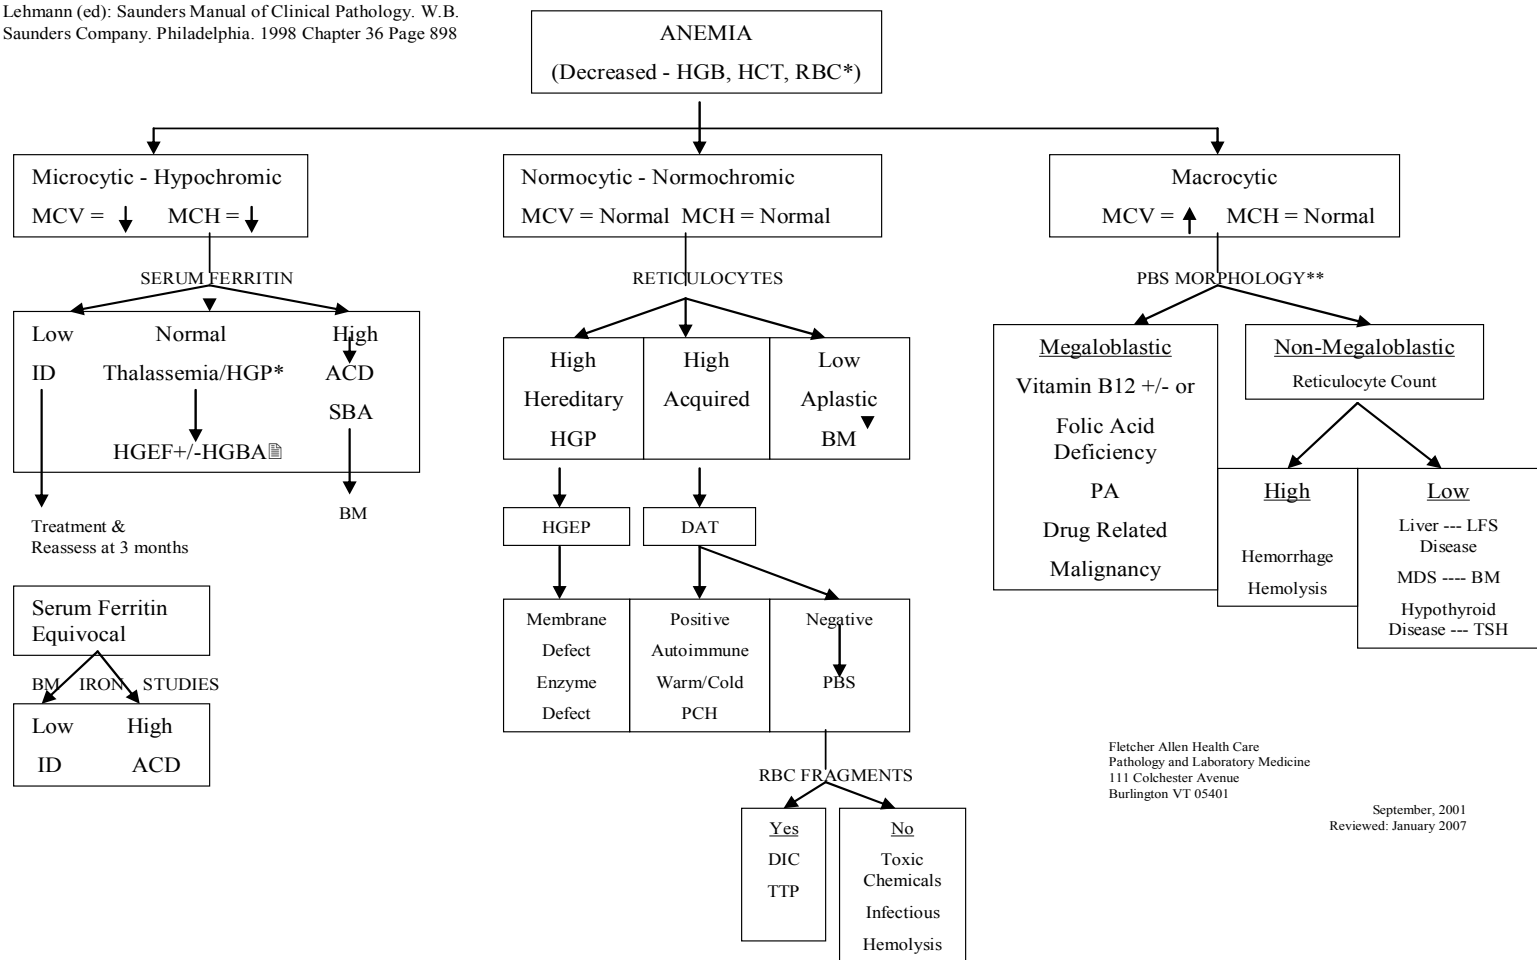 Lehmann (ed): Saunders Manual of Clinical Pathology. W.B.
Saunders Company. Philadelphia. 1998 Chapter 36 Page 898
ANEMIA
(Decreased - HGB, HCT, RBC*)
Microcytic - Hypochromic
MCV = MCH =
SERUM FERRITIN
Low Normal High
ID Thalassemia/HGP* ACD
SBA
HGEF+/-HGBA
BM
Treatment &
Reassess at 3 months
Serum Ferritin
Equivocal
BM IRON STUDIES
Low High
ID ACD
Normocytic - Normochromic
MCV = Normal MCH = Normal
RETICULOCYTES
High
Hereditary
HGP
High
Acquired
Low
Aplastic
BM
HGEP
DAT
Membrane
Defect
Enzyme
Defect
Positive
Autoimmune
Warm/Cold
PCH
Negative
PBS
RBC FRAGMENTS
Yes
DIC
TTP
No
Toxic
Chemicals
Infectious
Hemolysis
Macrocytic
MCV = MCH = Normal
PBS MORPHOLOGY**
Megaloblastic
Vitamin B12 +/- or
Folic Acid
Deficiency
PA
Drug Related
Malignancy
Non-Megaloblastic
Reticulocyte Count
High
Hemorrhage
Hemolysis
Low
Liver --- LFS
Disease
MDS ---- BM
Hypothyroid
Disease --- TSH
Fletcher Allen Health Care
Pathology and Laboratory Medicine
111 Colchester Avenue
Burlington VT 05401
September, 2001
Reviewed: January 2007